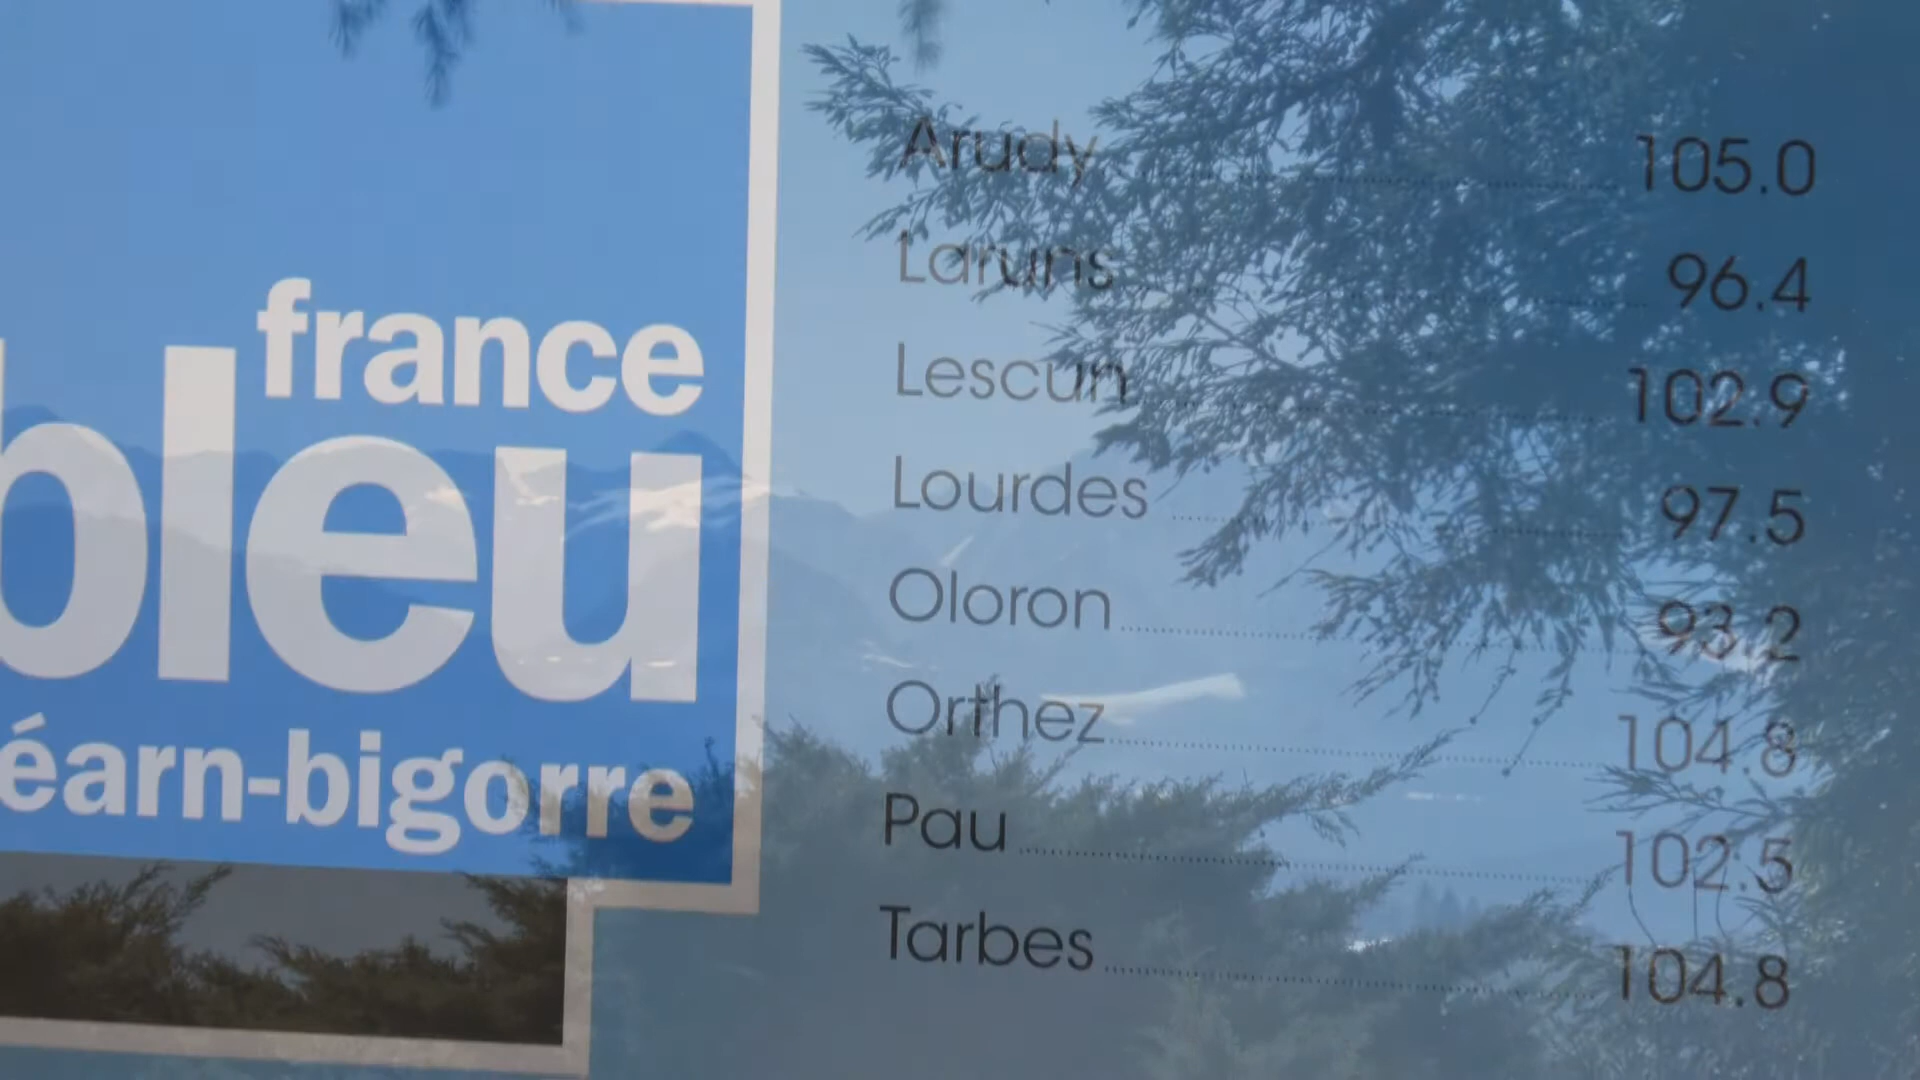 france
bleu
éarn-bigorre
Arudy 105.0
Laruns 96.4
Lescun 102.9
Lourdes 97.5
Oloron 93.2
Orthez 104.8
Pau 102.5
Tarbes 104.8